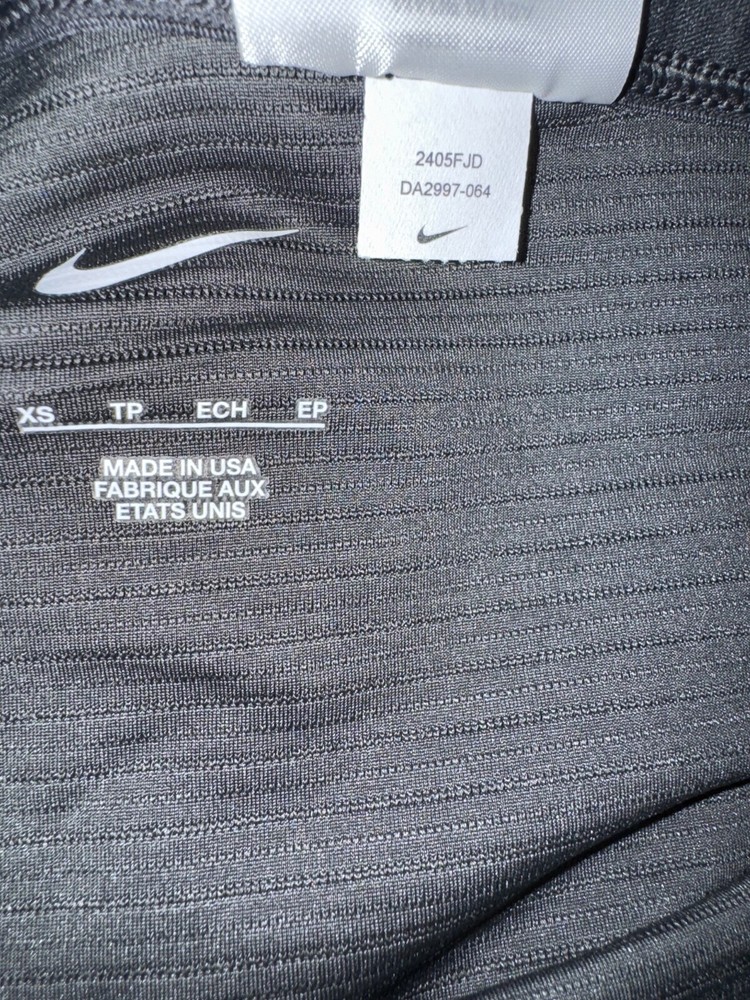 2405FJD
DA2997-064
XS TP ECH EP
MADE IN USA
FABRIQUE AUX
ETATS UNIS